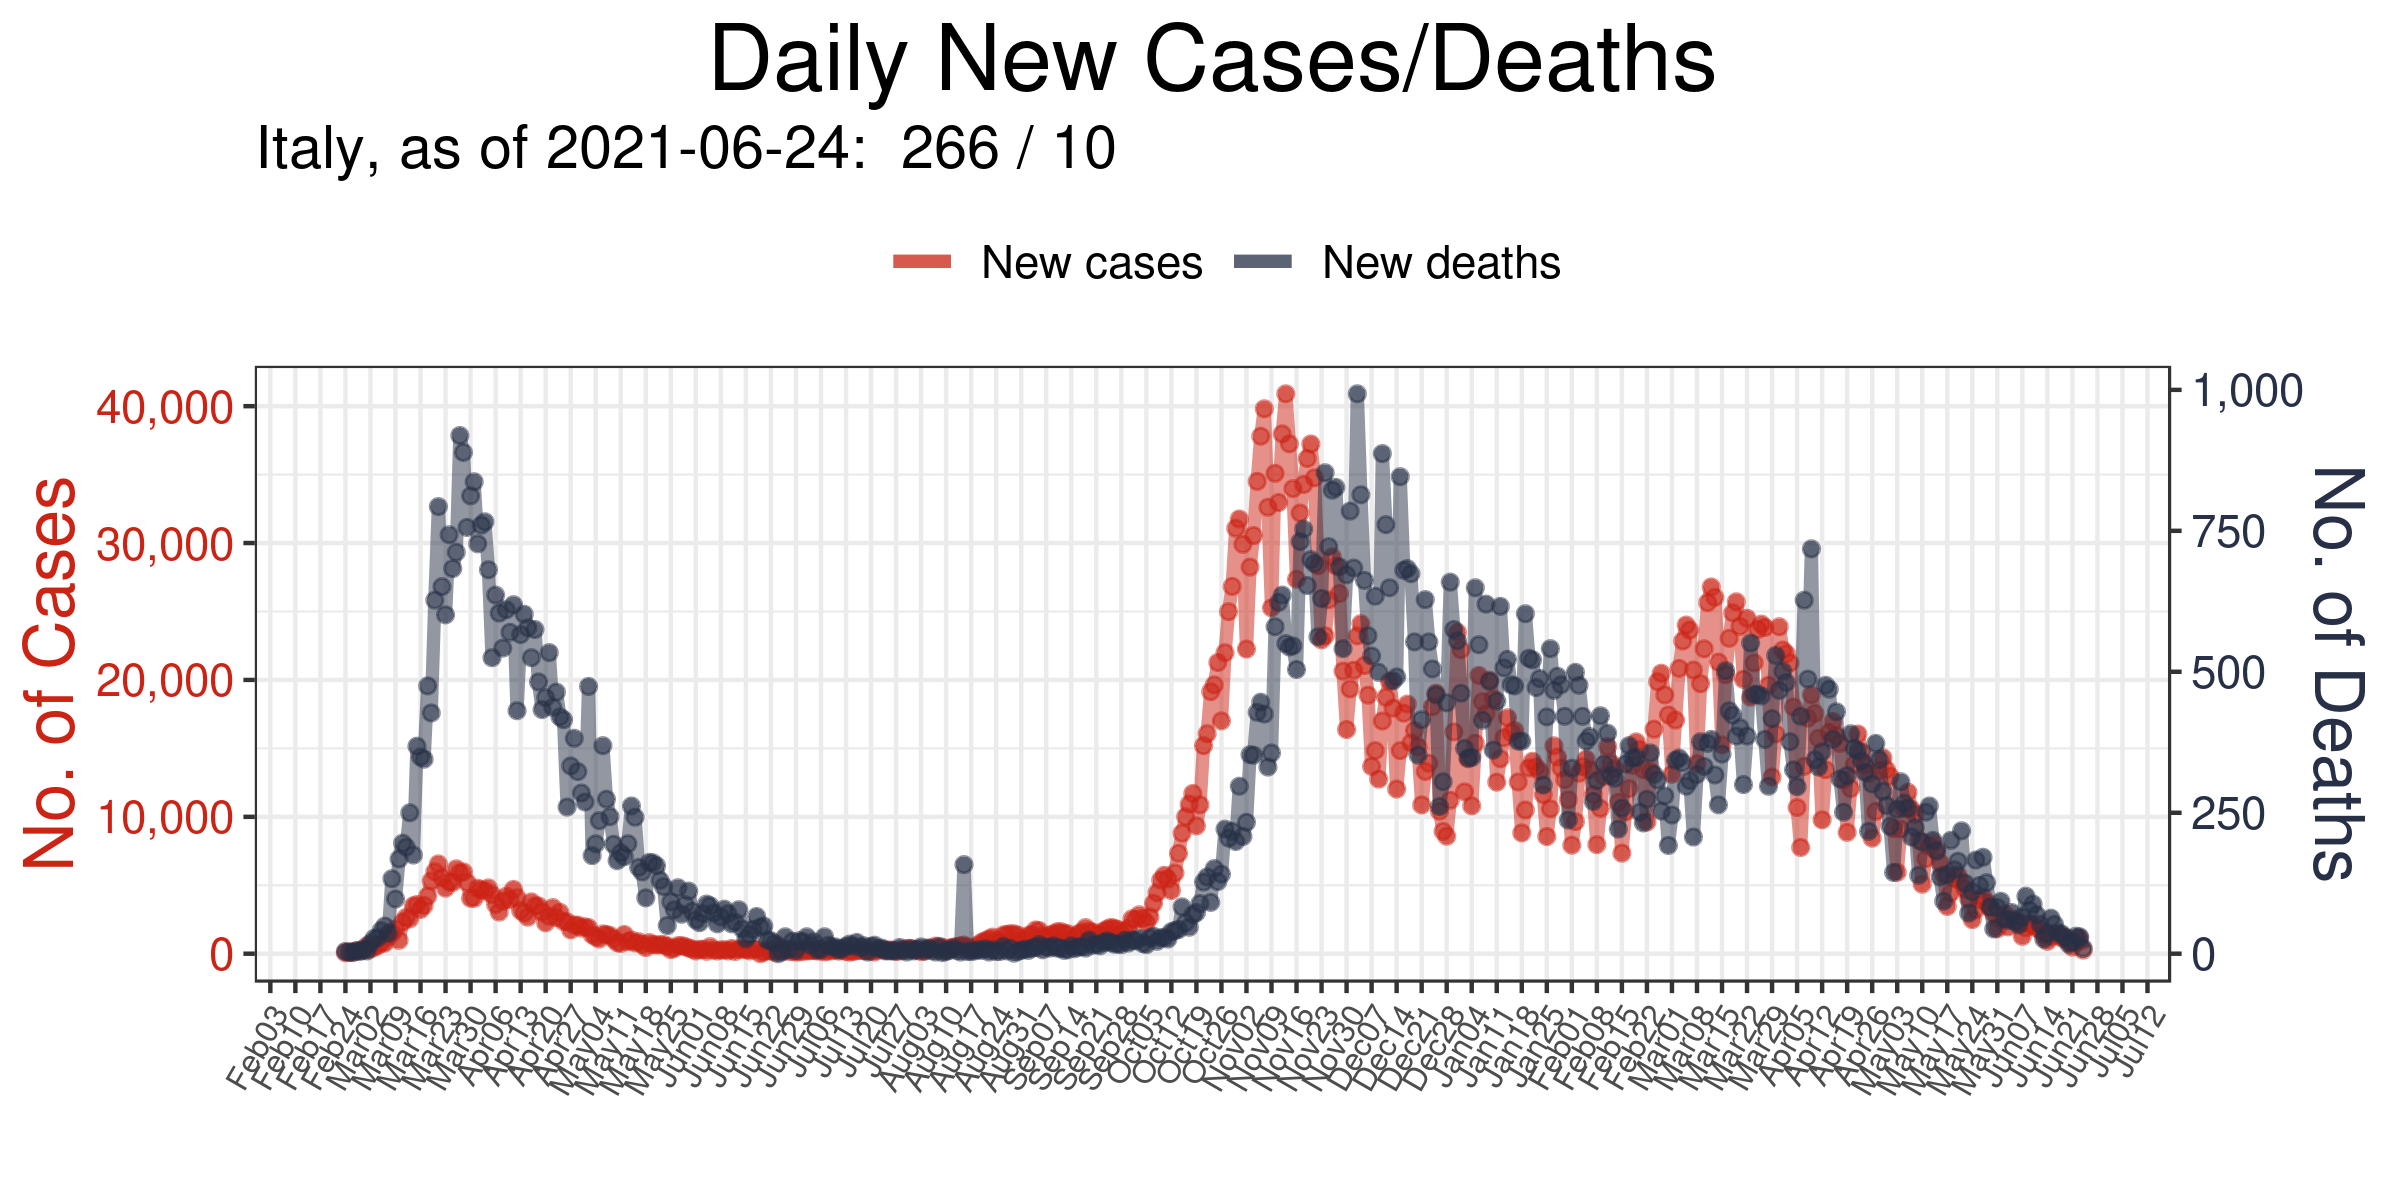 Daily New Cases/Deaths
Italy, as of 2021-06-24:  266 / 10
New cases
New deaths
No. of Cases
40,000
30,000
20,000
10,000
0
1,000
750
500
250
0
No. of Deaths
Feb03
Feb10
Feb17
Feb24
Mar02
Mar09
Mar16
Mar23
Mar30
Apr06
Apr13
Apr20
Apr27
May04
May11
May18
May25
Jun01
Jun08
Jun15
Jun22
Jun29
Jul06
Jul13
Jul20
Jul27
Aug03
Aug10
Aug17
Aug24
Aug31
Sep07
Sep14
Sep21
Sep28
Oct05
Oct12
Oct19
Oct26
Nov02
Nov09
Nov16
Nov23
Nov30
Dec07
Dec14
Dec21
Dec28
Jan04
Jan11
Jan18
Jan25
Feb01
Feb08
Feb15
Feb22
Mar01
Mar08
Mar15
Mar22
Mar29
Apr05
Apr12
Apr19
Apr26
May03
May10
May17
May24
May31
Jun07
Jun14
Jun21
Jun28
Jul05
Jul12